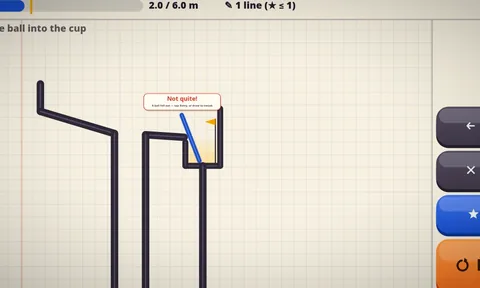 2.0 / 6.0 m
✎ 1 line (★ ≤ 1)
e ball into the cup
Not quite!